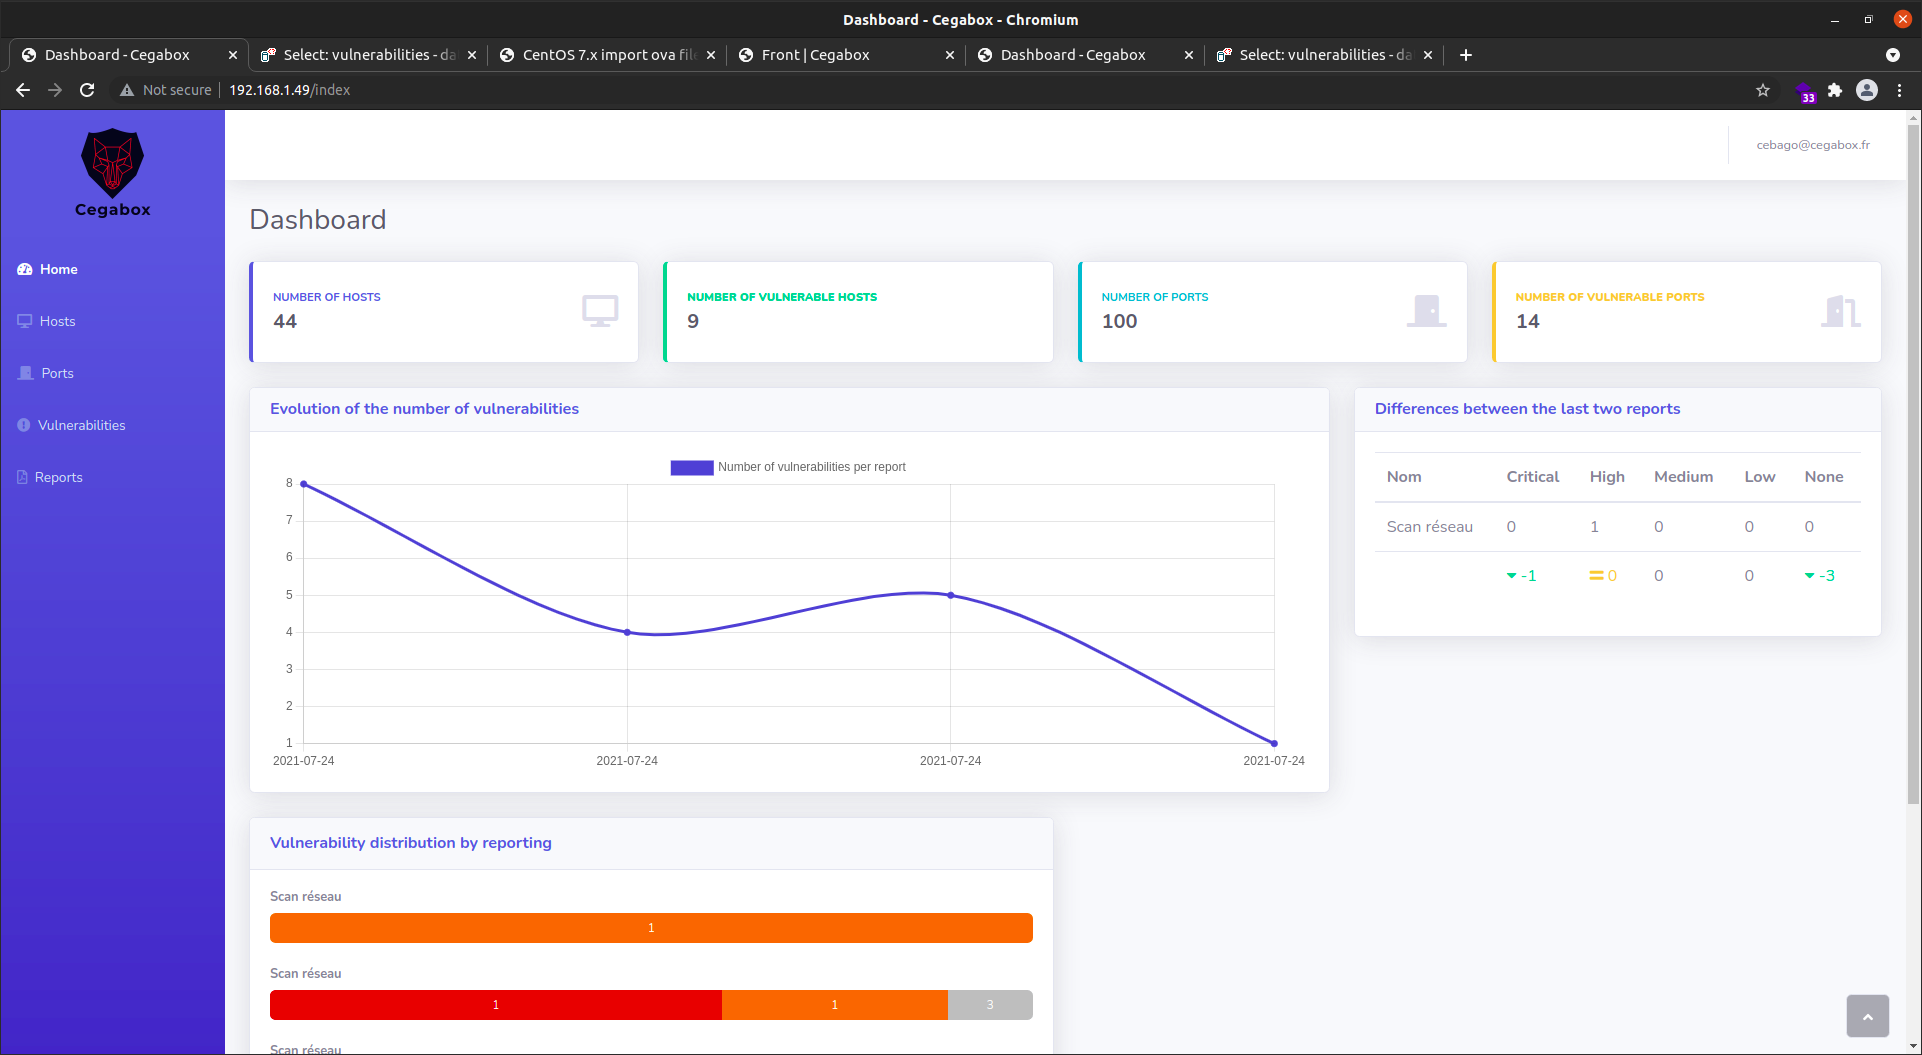 Dashboard - Cegabox - Chromium
Dashboard - Cegabox
Select: vulnerabilities - da
CentOS 7.x import ova file
Front | Cegabox
Dashboard - Cegabox
Select: vulnerabilities - da
Not secure
192.168.1.49/index
33
Cegabox
Home
Hosts
Ports
Vulnerabilities
Reports
cebago@cegabox.fr
Dashboard
NUMBER OF HOSTS
44
NUMBER OF VULNERABLE HOSTS
9
NUMBER OF PORTS
100
NUMBER OF VULNERABLE PORTS
14
Evolution of the number of vulnerabilities
Number of vulnerabilities per report
8
7
6
5
4
3
2
1
2021-07-24 2021-07-24 2021-07-24 2021-07-24
Differences between the last two reports
Nom Critical High Medium Low None
Scan réseau 0 1 0 0 0
-1 0 0 0 -3
Vulnerability distribution by reporting
Scan réseau
1
Scan réseau
1 1 3
Scan réseau